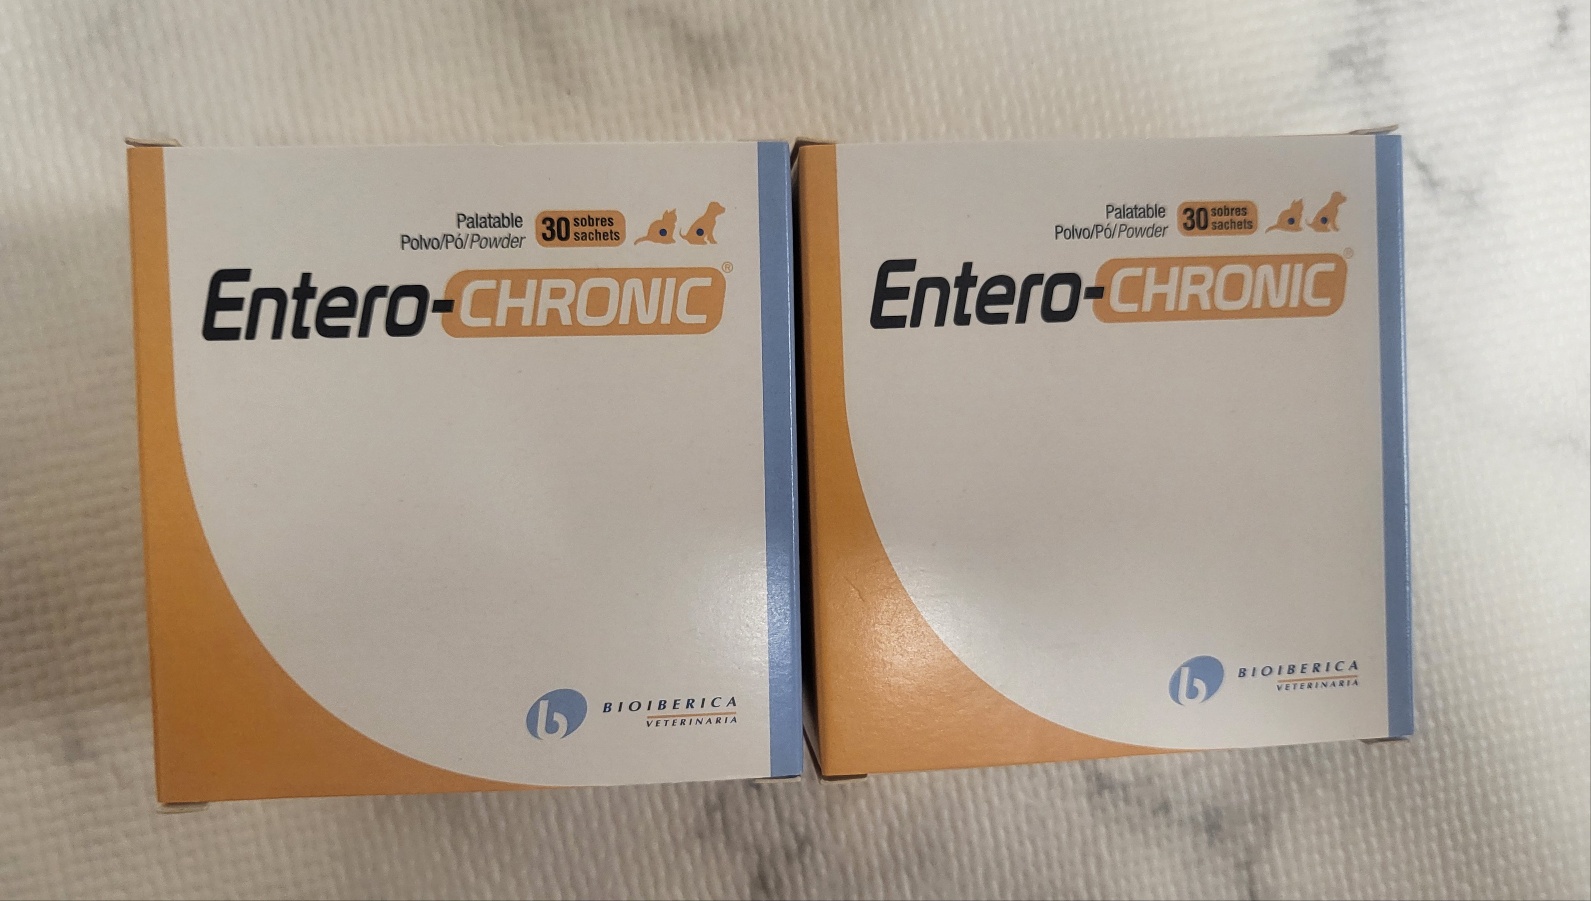 Palatable
Polvo/Pó/Powder
30 sobres
sachets
Entero-CHRONIC®
b BIOIBERICA
VETERINARIA
Palatable
Polvo/Pó/Powder
30 sobres
sachets
Entero-CHRONIC®
b BIOIBERICA
VETERINARIA